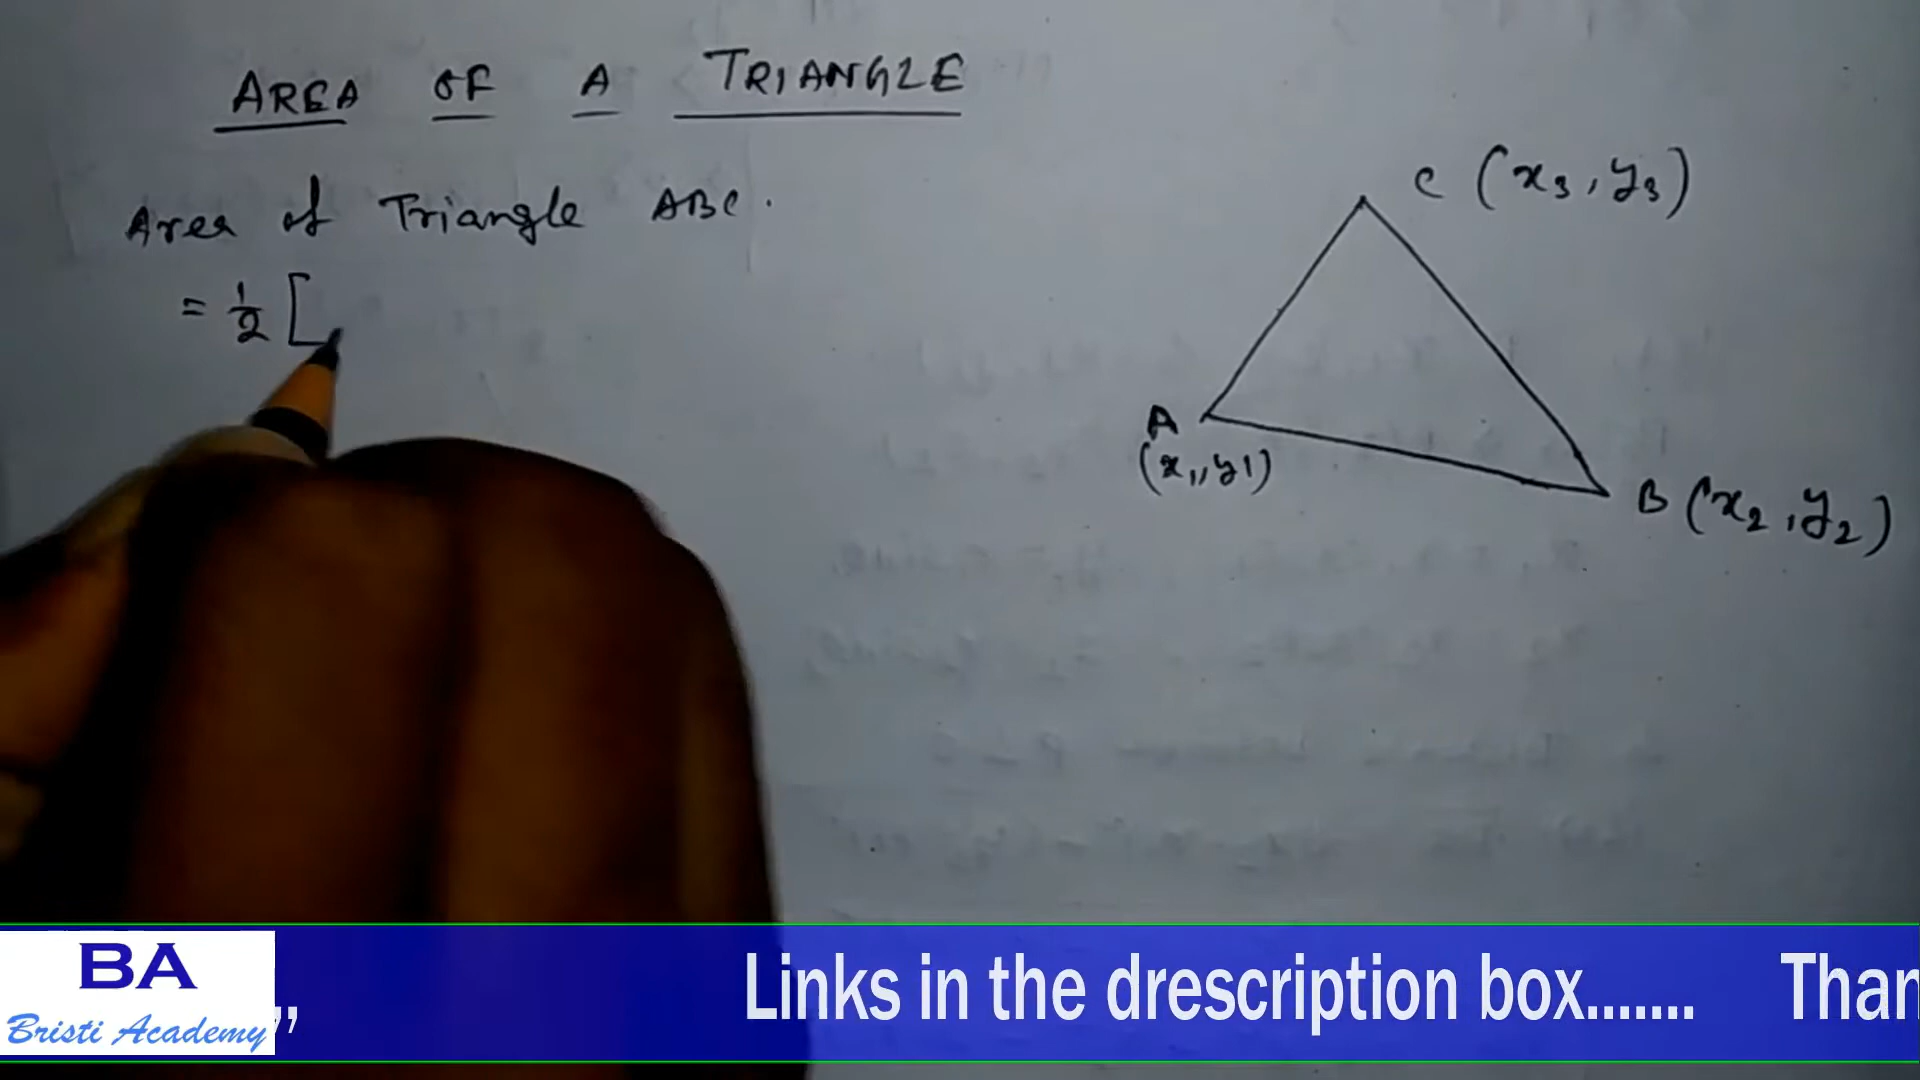 AREA OF A TRIANGLE
Area of Triangle ABC.
= 1/2 [
C (x₃, y₃)
A
(x₁, y1)
B (x₂, y₂)
BA
Bristi Academy
,,
Links in the drescription box....... Than